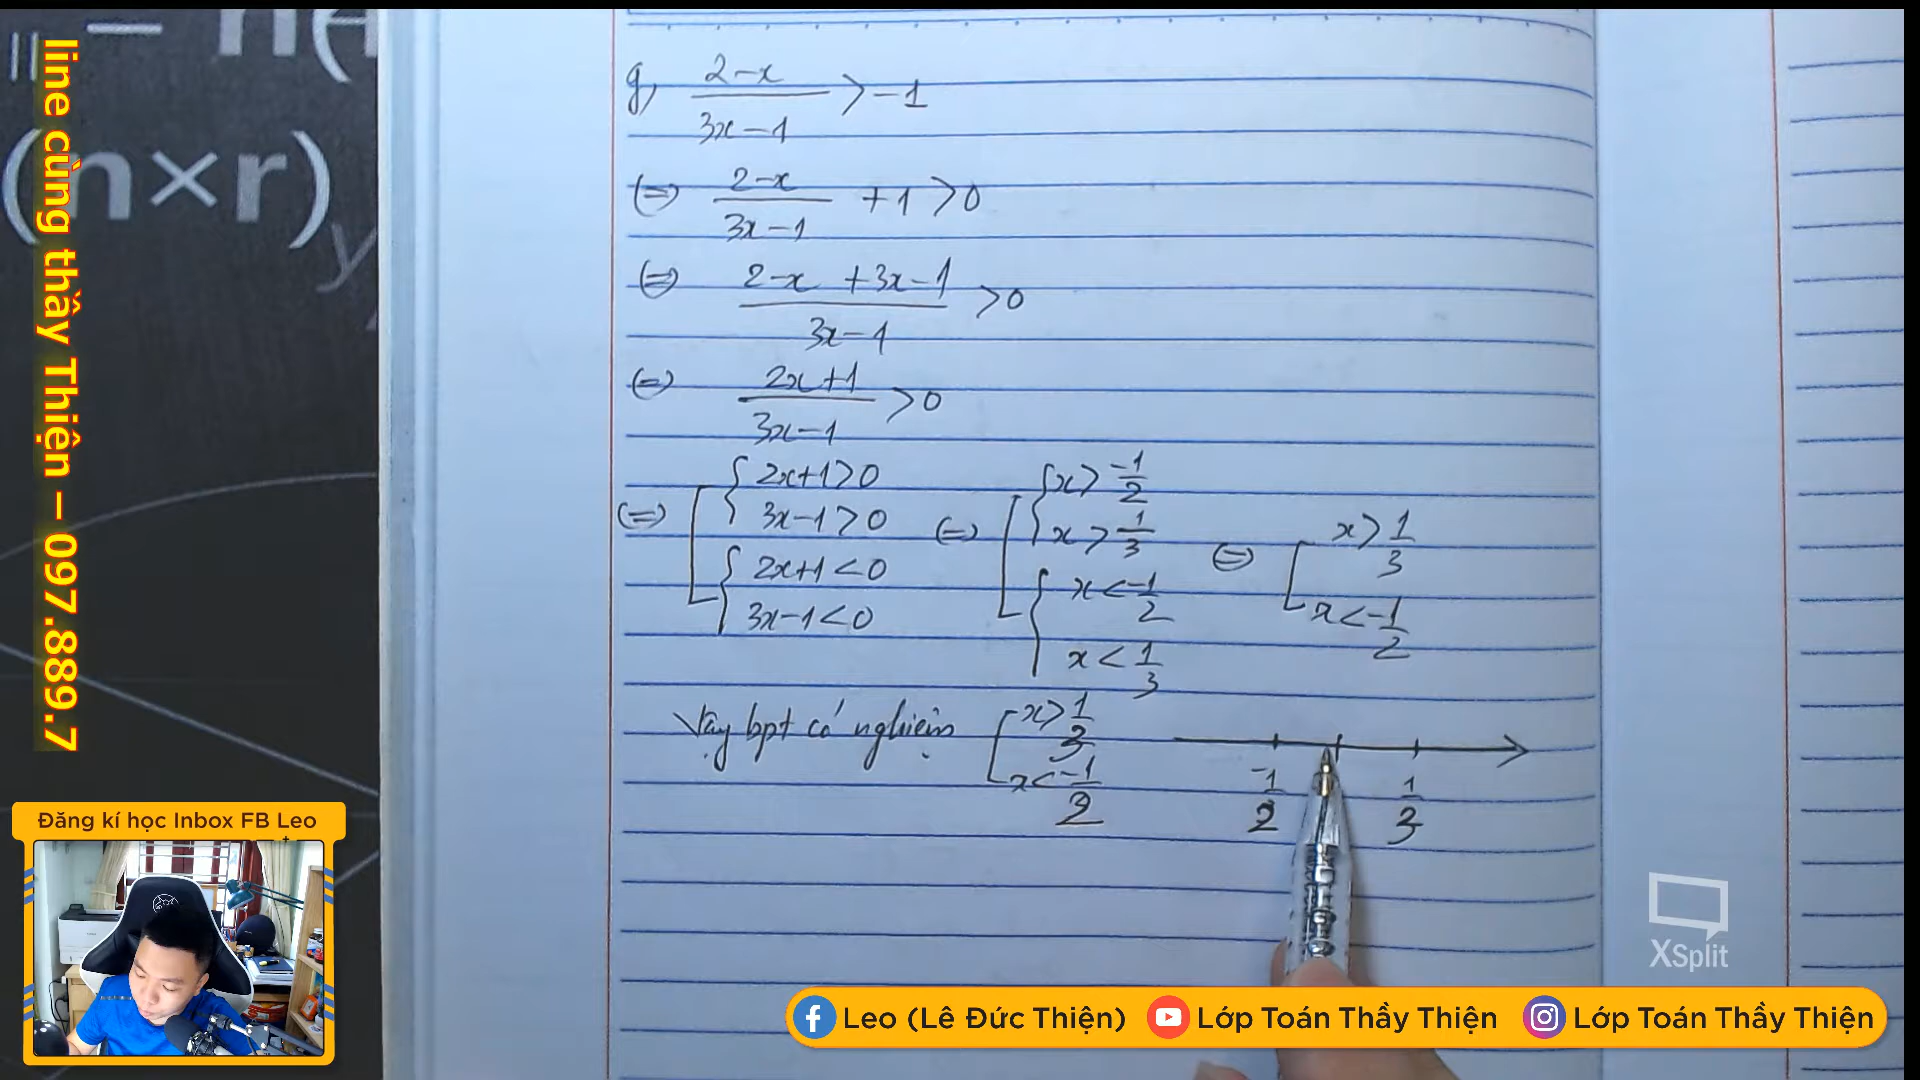 = n(
(n×r)
y
line cùng thầy Thiện – 097.889.7
g, (2-x)/(3x-1) > -1
(=) (2-x)/(3x-1) +1 >0
(=) (2-x +3x-1)/(3x-1) >0
(=) (2x+1)/(3x-1) >0
(=) [ { 2x+1>0
3x-1>0
{ 2x+1<0
3x-1<0
(=) [ { x> -1/2
x> 1/3
{ x< -1/2
x< 1/3
(=) [ x> 1/3
x< -1/2
Vậy bpt có nghiệm [ x> 1/3
x< -1/2
-1/2 1/3
Đăng kí học Inbox FB Leo
XSplit
Leo (Lê Đức Thiện) Lớp Toán Thầy Thiện Lớp Toán Thầy Thiện